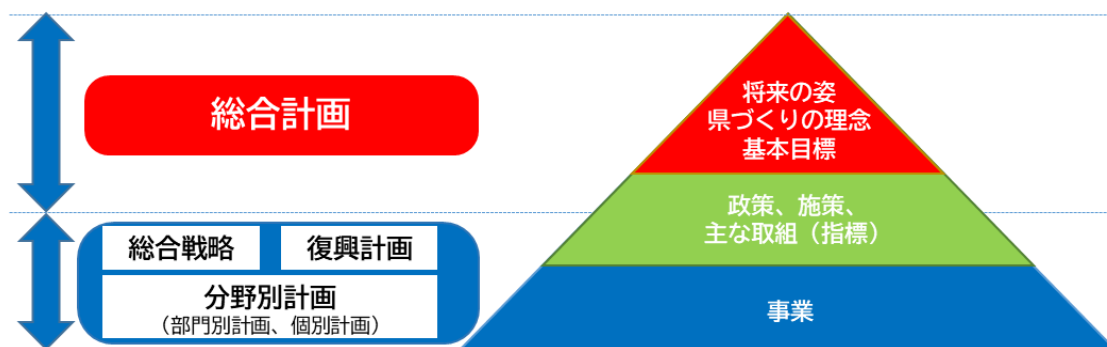 総合計画
総合戦略
復興計画
分野別計画
（部門別計画、個別計画）
将来の姿
県づくりの理念
基本目標
政策、施策、
主な取組（指標）
事業